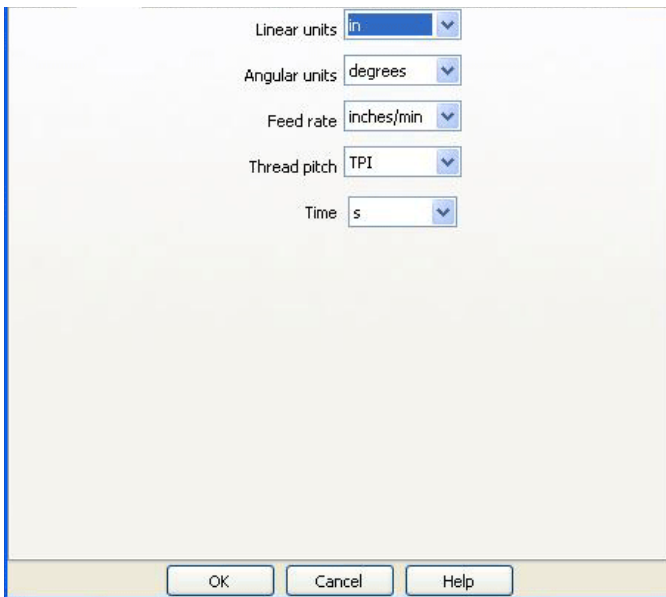 Linear units in
Angular units degrees
Feed rate inches/min
Thread pitch TPI
Time s
OK Cancel Help